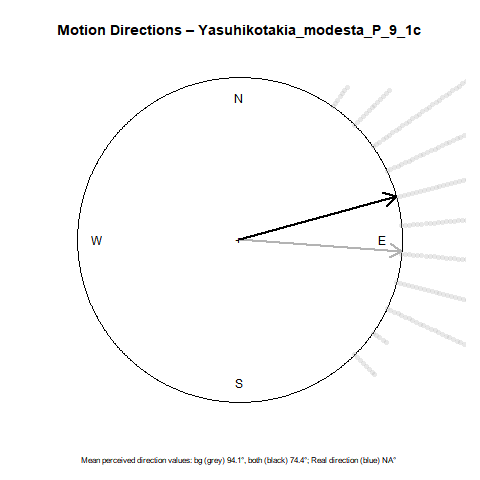 Motion Directions – Yasuhikotakia_modesta_P_9_1c
N
W
E
S
Mean perceived direction values: bg (grey) 94.1°, both (black) 74.4°; Real direction (blue) NA°